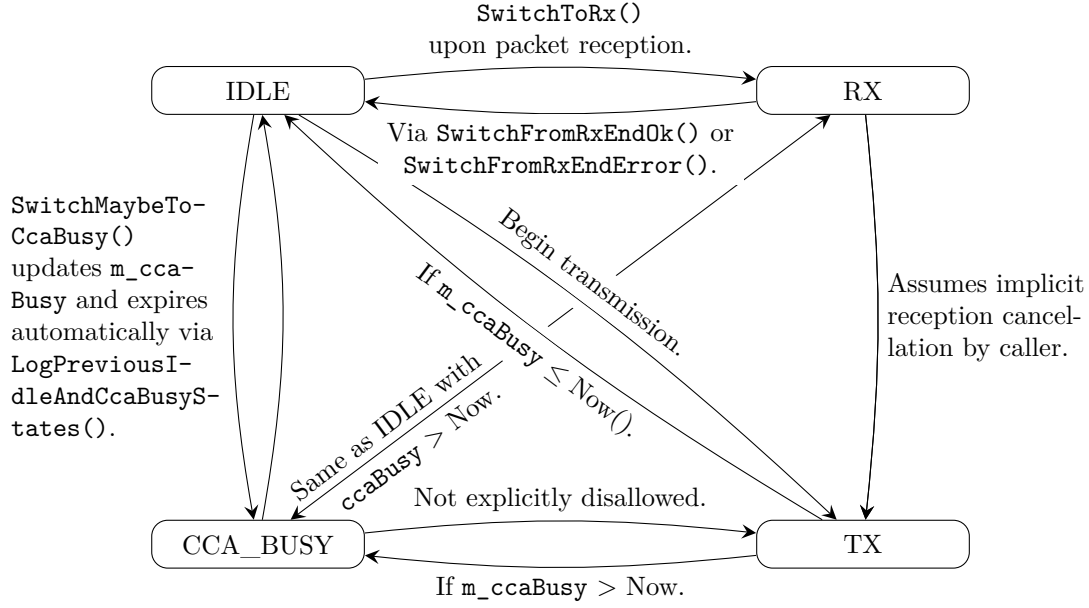 SwitchToRx()
upon packet reception.
IDLE
RX
Via SwitchFromRxEndOk() or
SwitchFromRxEndError().
SwitchMaybeTo-
CcaBusy()
updates m_cca-
Busy and expires
automatically via
LogPreviousI-
dleAndCcaBusyS-
tates().
Begin transmission.
If m_ccaBusy ≤ Now().
Assumes implicit
reception cancel-
lation by caller.
Same as IDLE with
ccaBusy > Now.
Not explicitly disallowed.
CCA_BUSY
TX
If m_ccaBusy > Now.